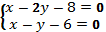 x − 2y − 8 = 0
x − y − 6 = 0